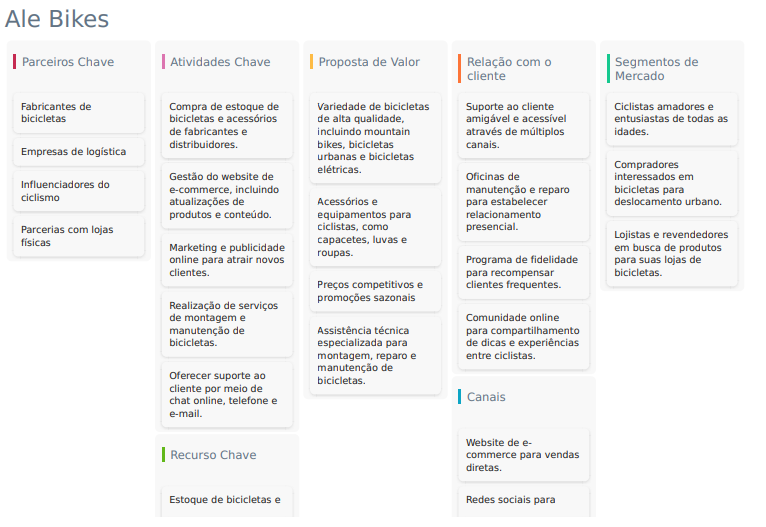 Ale Bikes
Parceiros Chave
Fabricantes de
bicicletas
Empresas de logística
Influenciadores do
ciclismo
Parcerias com lojas
físicas
Atividades Chave
Compra de estoque de
bicicletas e acessórios
de fabricantes e
distribuidores.
Gestão do website de
e-commerce, incluindo
atualizações de
produtos e conteúdo.
Marketing e publicidade
online para atrair novos
clientes.
Realização de serviços
de montagem e
manutenção de
bicicletas.
Oferecer suporte ao
cliente por meio de
chat online, telefone e
e-mail.
Recurso Chave
Estoque de bicicletas e
Proposta de Valor
Variedade de bicicletas
de alta qualidade,
incluindo mountain
bikes, bicicletas
urbanas e bicicletas
elétricas.
Acessórios e
equipamentos para
ciclistas, como
capacetes, luvas e
roupas.
Preços competitivos e
promoções sazonais
Assistência técnica
especializada para
montagem, reparo e
manutenção de
bicicletas.
Relação com o
cliente
Suporte ao cliente
amigável e acessível
através de múltiplos
canais.
Oficinas de
manutenção e reparo
para estabelecer
relacionamento
presencial.
Programa de fidelidade
para recompensar
clientes frequentes.
Comunidade online
para compartilhamento
de dicas e experiências
entre ciclistas.
Canais
Website de e-
commerce para vendas
diretas.
Redes sociais para
Segmentos de
Mercado
Ciclistas amadores e
entusiastas de todas as
idades.
Compradores
interessados em
bicicletas para
deslocamento urbano.
Lojistas e revendedores
em busca de produtos
para suas lojas de
bicicletas.